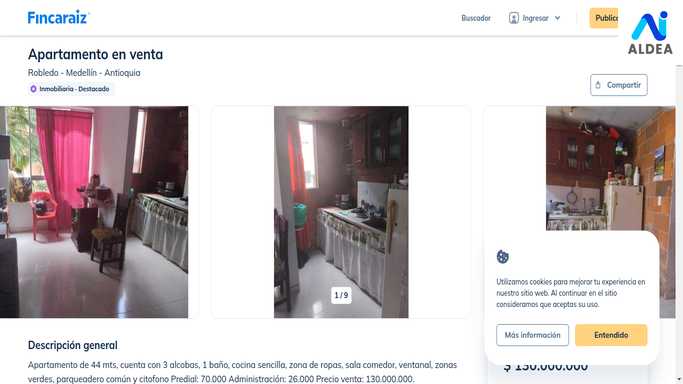 Fincaraiz
Buscador
Ingresar
Public
ALDEA
Apartamento en venta
Robledo - Medellín - Antioquia
Inmobiliaria - Destacado
Compartir
1 / 9
Utilizamos cookies para mejorar tu experiencia en
nuestro sitio web. Al continuar en el sitio
consideramos que aceptas su uso.
Más información
Entendido
$ 130.000.000
Descripción general
Apartamento de 44 mts, cuenta con 3 alcobas, 1 baño, cocina sencilla, zona de ropas, sala comedor, ventanal, zonas
verdes, parqueadero común y citofono Predial: 70.000 Administración: 26.000 Precio venta: 130.000.000.